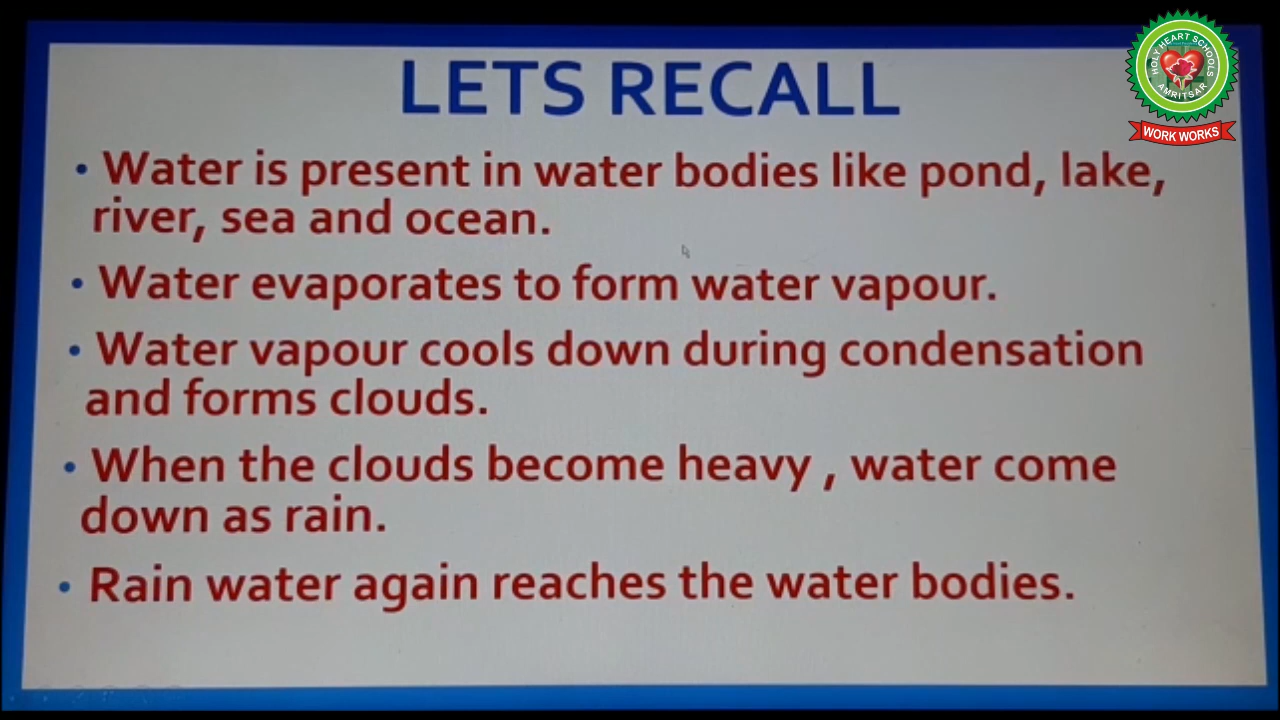 LETS RECALL
• Water is present in water bodies like pond, lake,
river, sea and ocean.
• Water evaporates to form water vapour.
• Water vapour cools down during condensation
and forms clouds.
• When the clouds become heavy , water come
down as rain.
• Rain water again reaches the water bodies.
HOLY HEART SCHOOLS
AMRITSAR
WORK WORKS